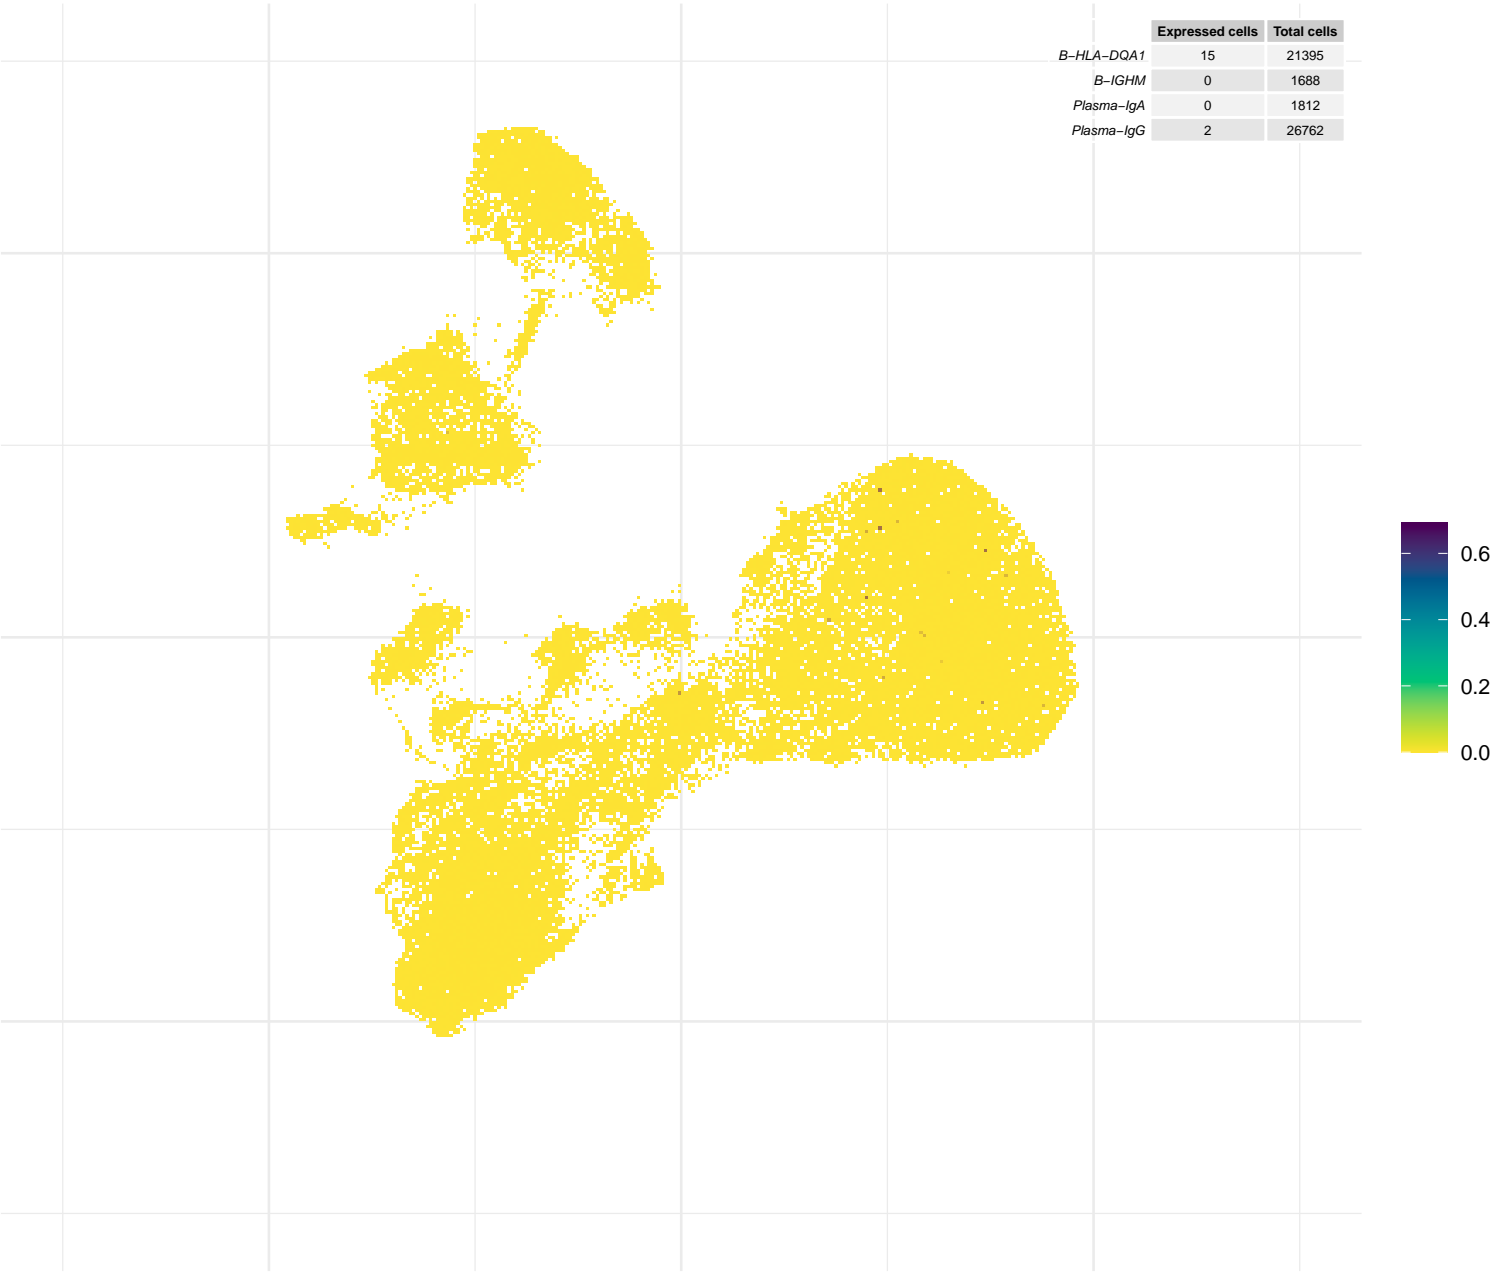 Expressed cells Total cells
B−HLA−DQA1 15 21395
B−IGHM 0 1688
Plasma−IgA 0 1812
Plasma−IgG 2 26762
0.6
0.4
0.2
0.0